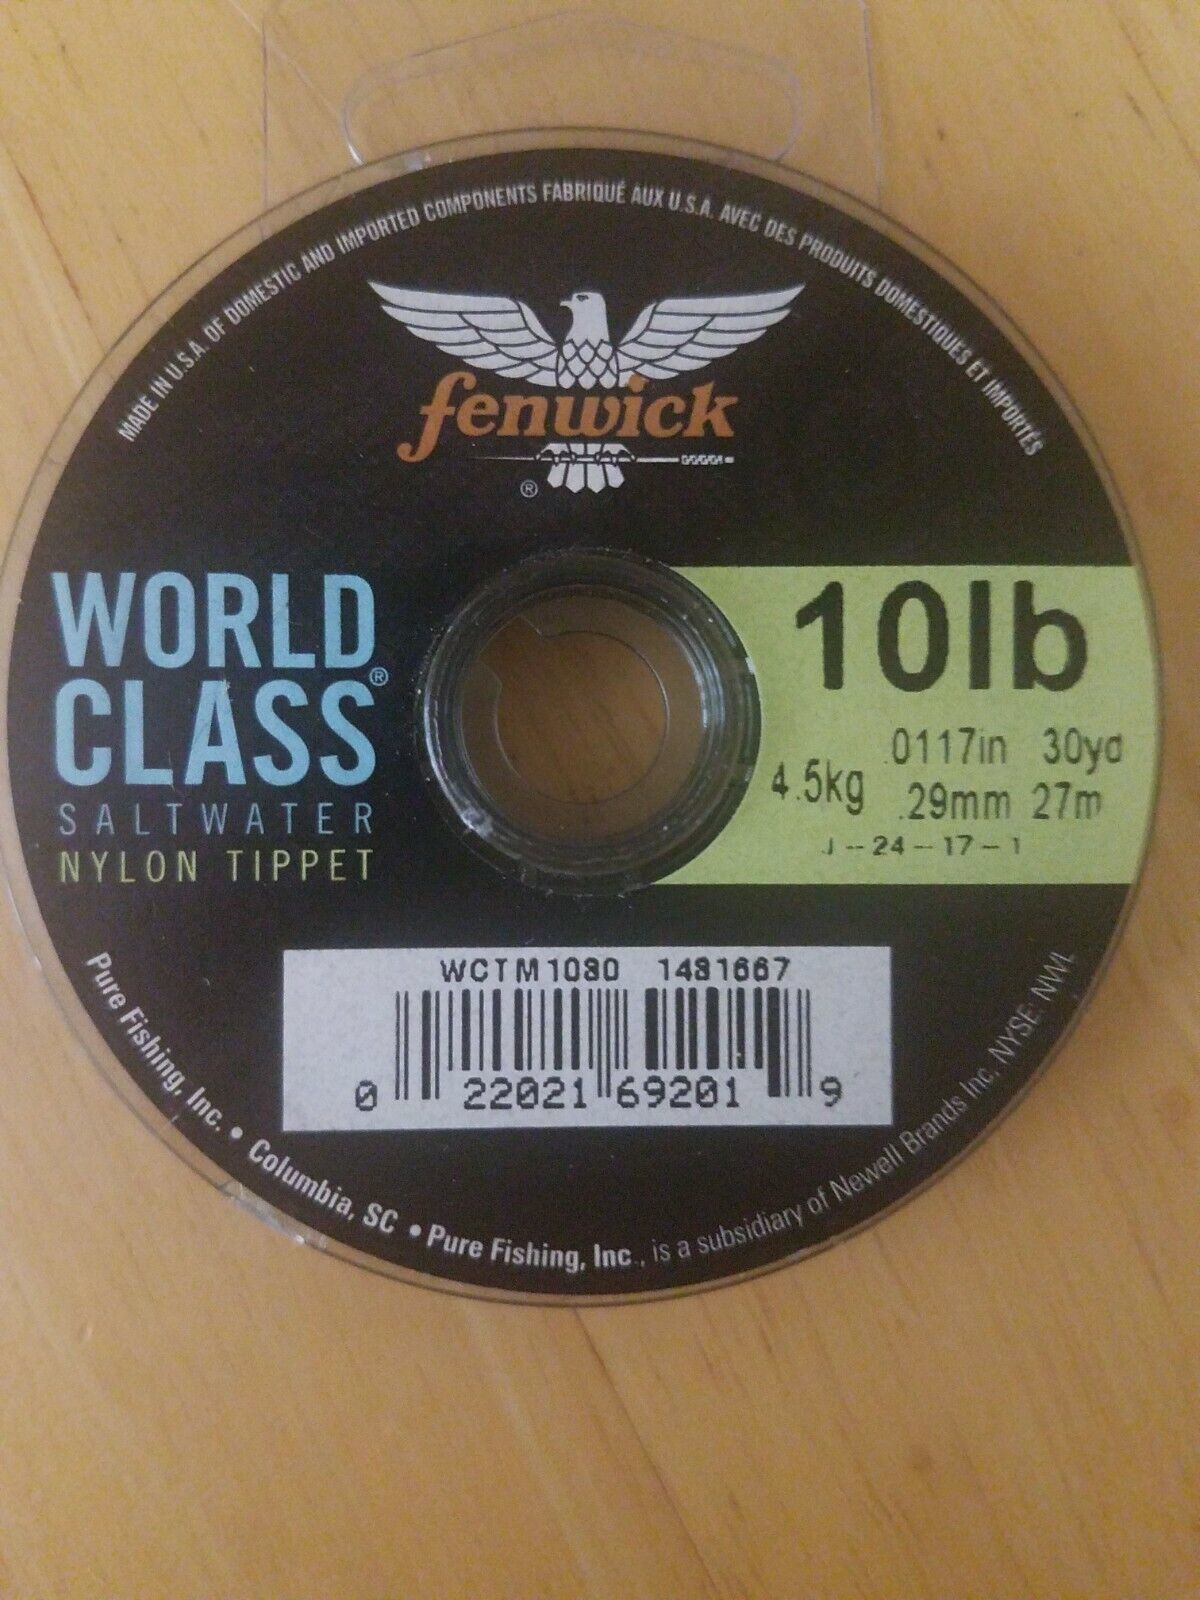 MADE IN U.S.A. OF DOMESTIC AND IMPORTED COMPONENTS FABRIQUÉ AUX U.S.A. AVEC DES PRODUITS DOMESTIQUES ET IMPORTÉS
fenwick
®
WORLD
CLASS®
SALTWATER
NYLON TIPPET
10lb
4.5kg .0117in 30yd
.29mm 27m
J-24-17-1
WCTM1030 1481667
0 22021 69201 9
Pure Fishing, Inc. • Columbia, SC • Pure Fishing, Inc., is a subsidiary of Newell Brands Inc. NYSE: NWL